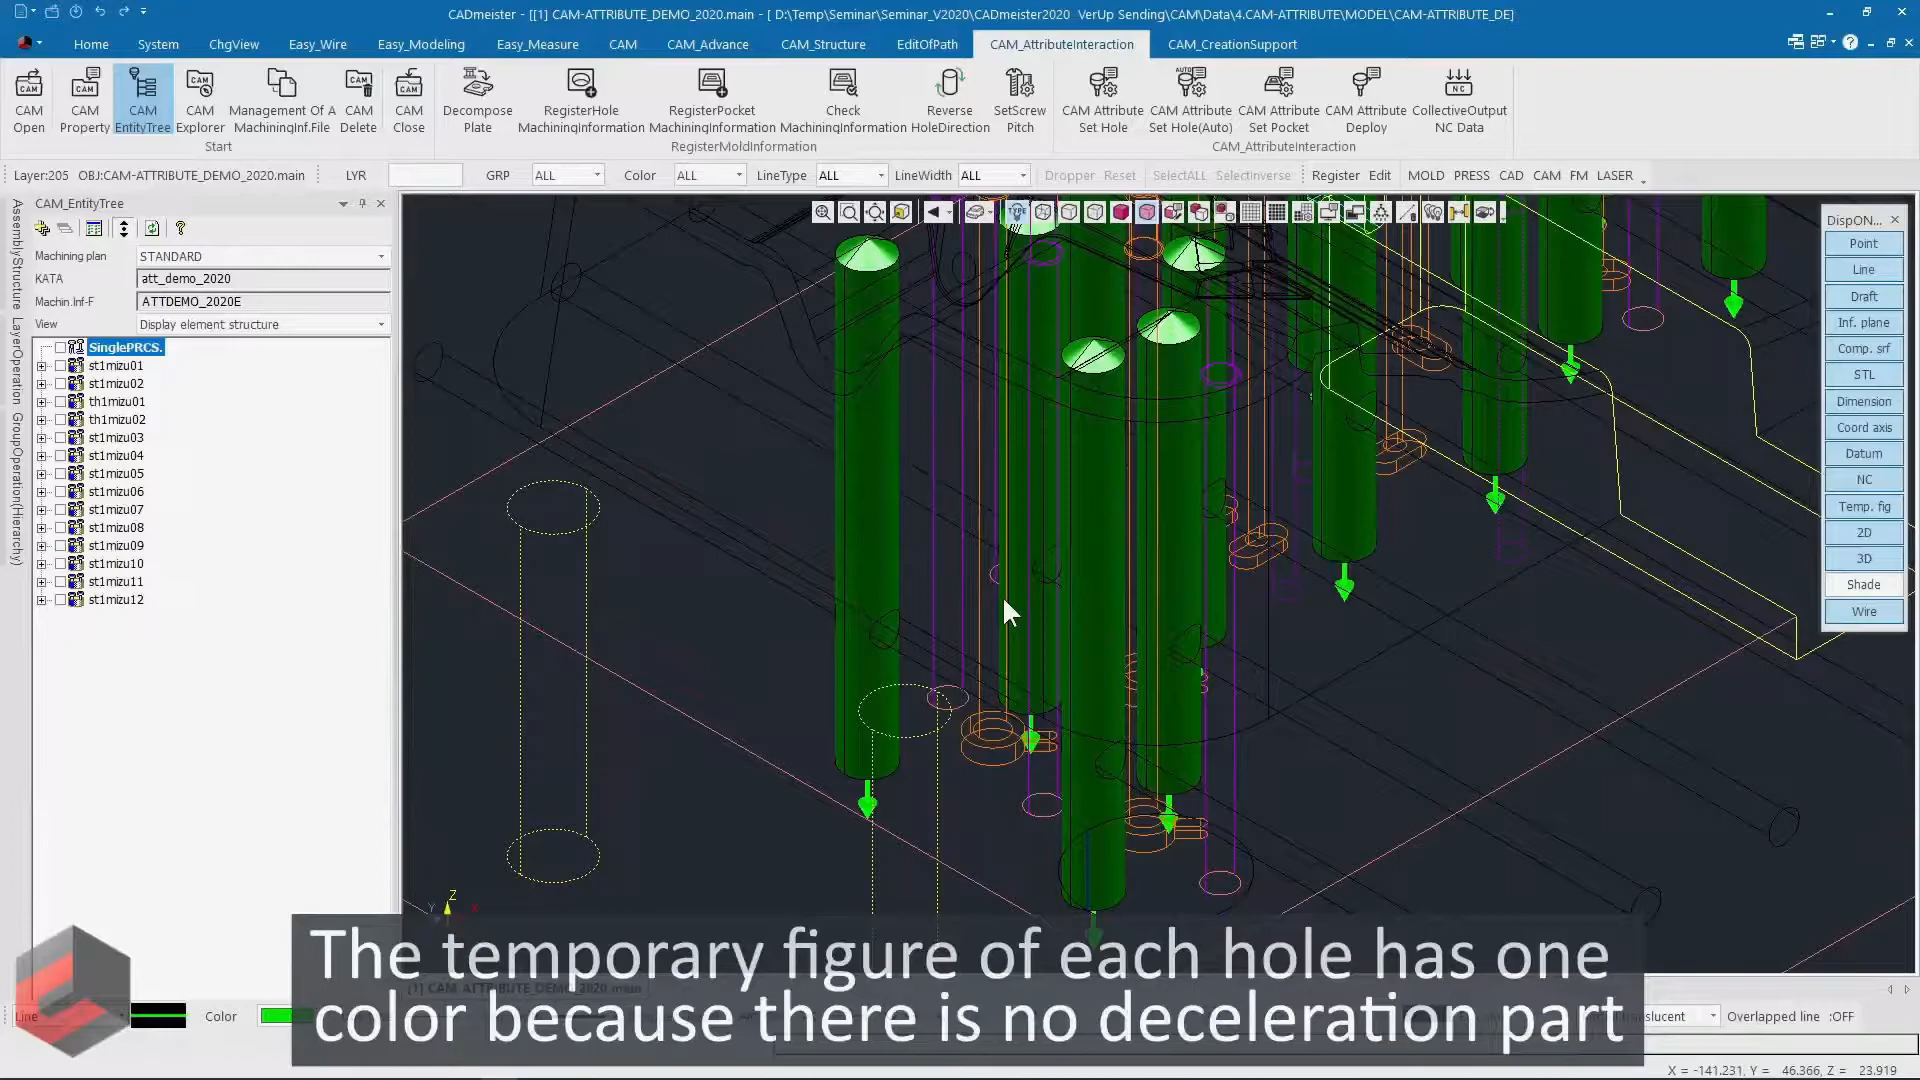 CADmeister - [[1] CAM-ATTRIBUTE_DEMO_2020.main - [ D:\Temp\Seminar\Seminar_V2020\CADmeister2020 VerUp Sending\CAM\Data\4.CAM-ATTRIBUTE\MODEL\CAM-ATTRIBUTE_DE]
Home System ChgView Easy_Wire Easy_Modeling Easy_Measure CAM CAM_Advance CAM_Structure EditOfPath CAM_AttributeInteraction CAM_CreationSupport
CAM Open
CAM Property
CAM EntityTree
CAM Explorer
Management Of A MachiningInf.File
CAM Delete
CAM Close
Decompose Plate
RegisterHole MachiningInformation
RegisterPocket MachiningInformation
Check MachiningInformation
Reverse HoleDirection
SetScrew Pitch
CAM Attribute Set Hole
CAM Attribute Set Hole(Auto)
CAM Attribute Set Pocket
CAM Attribute Deploy
CollectiveOutput NC Data
Start RegisterMoldInformation CAM_AttributeInteraction
Layer:205 OBJ:CAM-ATTRIBUTE_DEMO_2020.main LYR GRP ALL Color ALL LineType ALL LineWidth ALL Dropper Reset SelectALL SelectInverse Register Edit MOLD PRESS CAD CAM FM LASER
AssemblyStructure
LayerOperation
GroupOperation(Hierarchy)
CAM_EntityTree
Machining plan STANDARD
KATA att_demo_2020
Machin.Inf-F ATTDEMO_2020E
View Display element structure
SinglePRCS.
st1mizu01
st1mizu02
th1mizu01
th1mizu02
st1mizu03
st1mizu04
st1mizu05
st1mizu06
st1mizu07
st1mizu08
st1mizu09
st1mizu10
st1mizu11
st1mizu12
DispON...
Point
Line
Draft
Inf. plane
Comp. srf
STL
Dimension
Coord axis
Datum
NC
Temp. fig
2D
3D
Shade
Wire
Z
Y X
The temporary figure of each hole has one
color because there is no deceleration part
[1] CAM-ATTRIBUTE_DEMO_2020.main
Line Color Overlapped line :OFF
X = -141.231, Y = 46.366, Z = 23.919